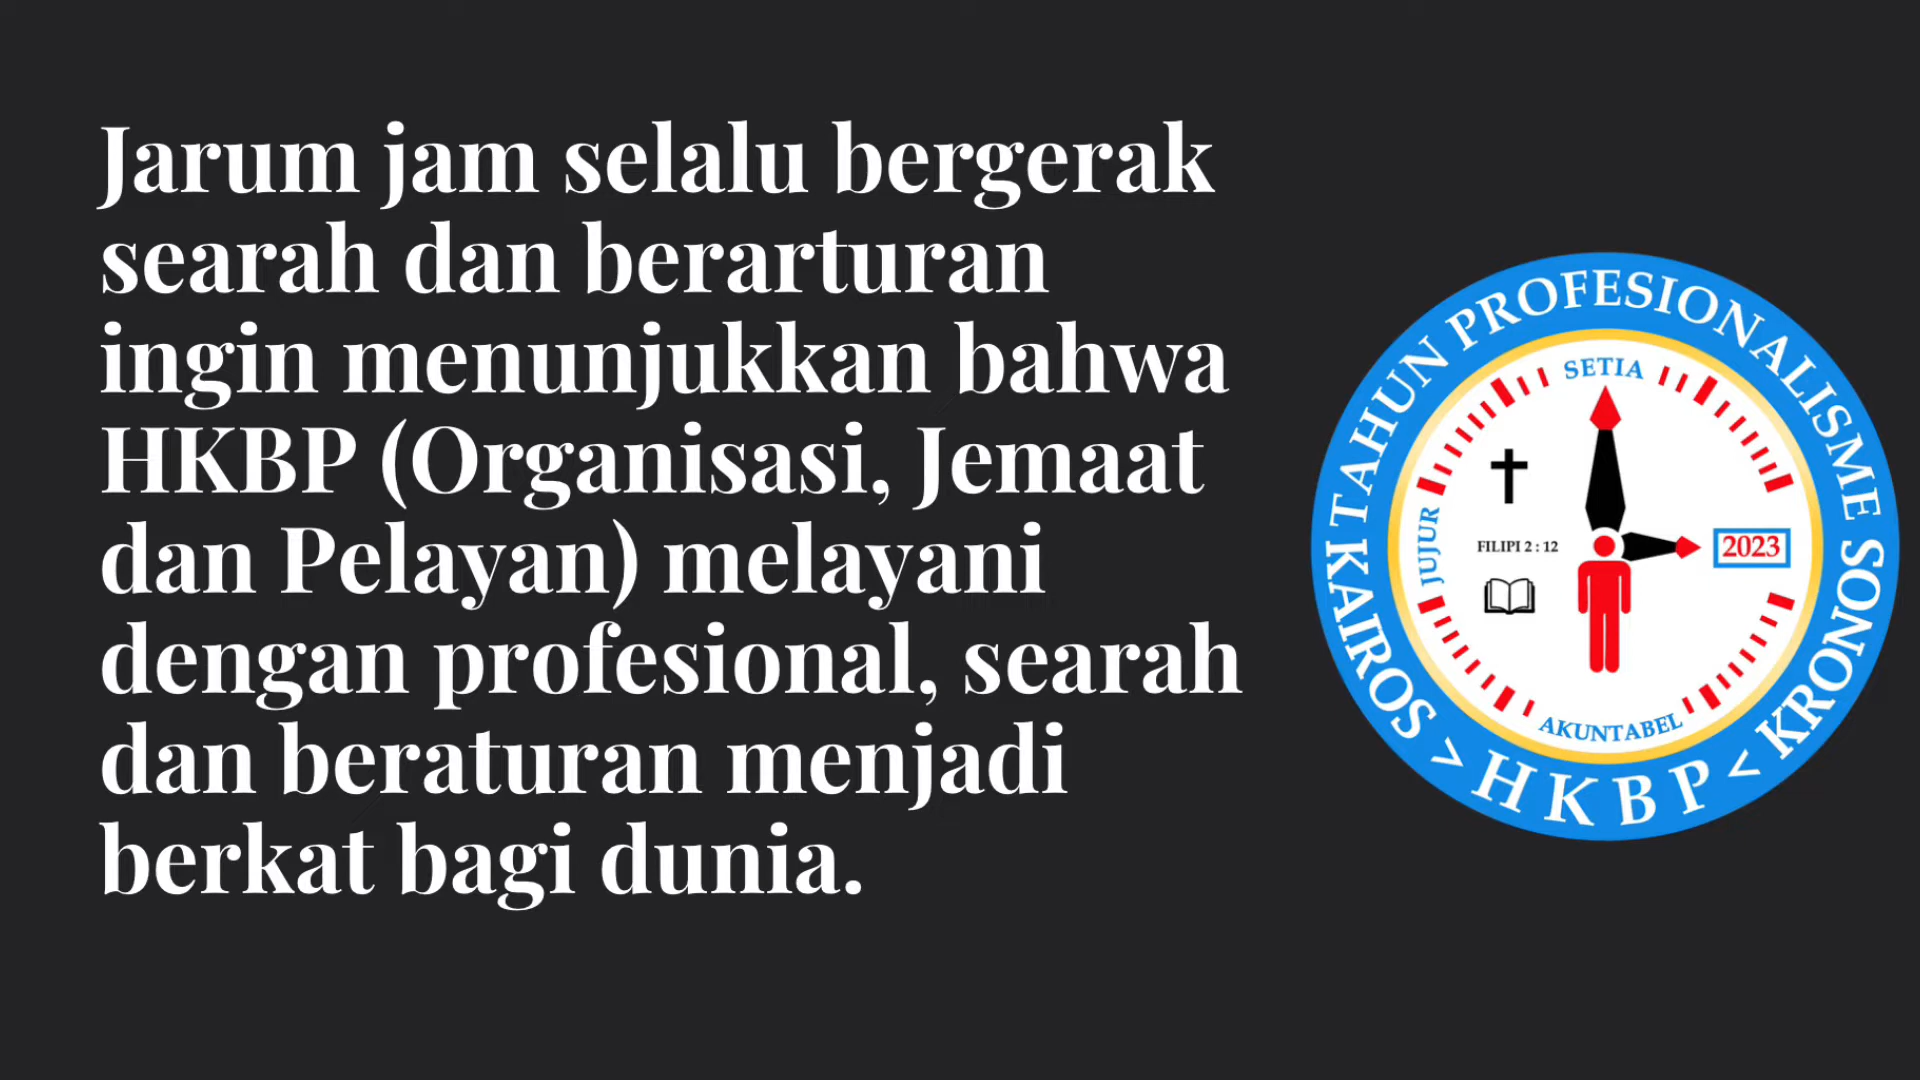 Jarum jam selalu bergerak
searah dan berarturan
ingin menunjukkan bahwa
HKBP (Organisasi, Jemaat
dan Pelayan) melayani
dengan profesional, searah
dan beraturan menjadi
berkat bagi dunia.
TAHUN PROFESIONALISME
SETIA
JUJUR
FILIPI 2 : 12
2023
AKUNTABEL
KAIROS > HKBP < KRONOS